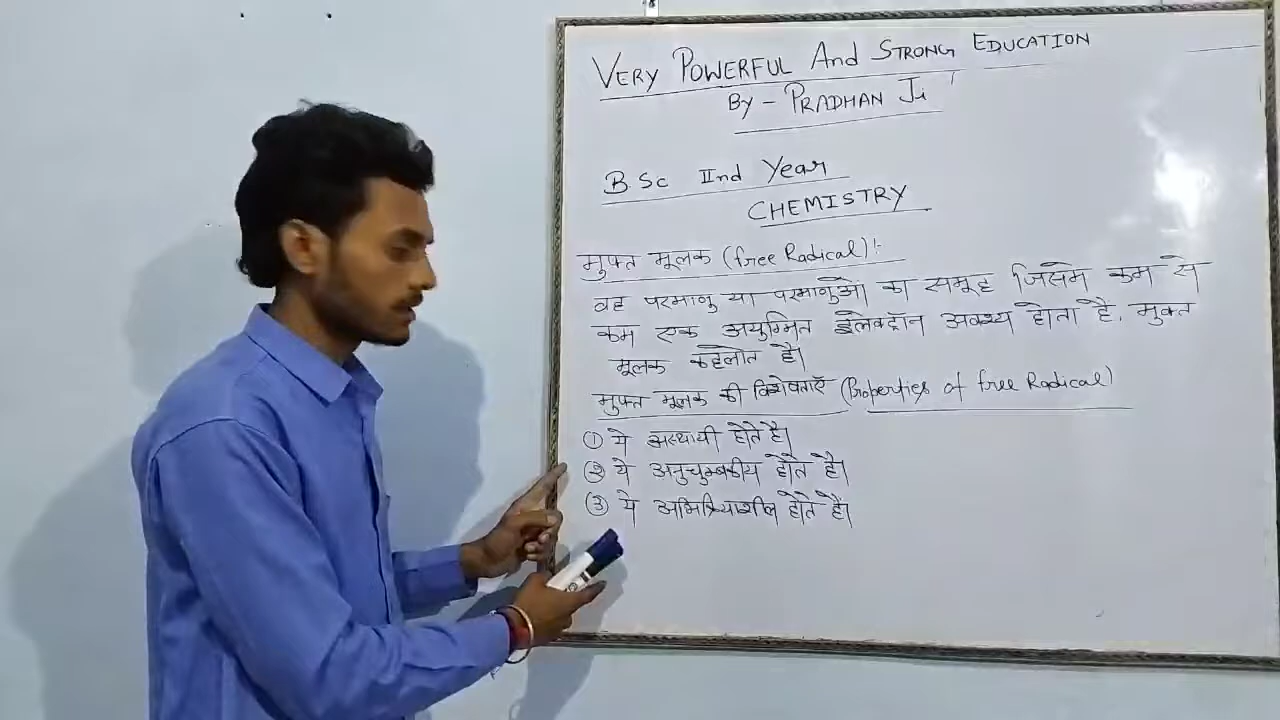 VERY POWERFUL AND STRONG EDUCATION
BY - PRADHAN Ji
B.Sc IInd Year
CHEMISTRY
मुक्त मूलक (free Radical) :-
वह परमाणु या परमाणुओ का समूह जिसमे कम से
कम एक अयुग्मित इलेक्ट्रॉन अवश्य होता है, मुक्त
मूलक कहेलाते है।
मुक्त मूलक की विशेषताएँ (Properties of free Radical)
① ये अस्थायी होते है।
② ये अनुचुम्बकीय होते है।
③ ये अभिक्रियाशील होते है।